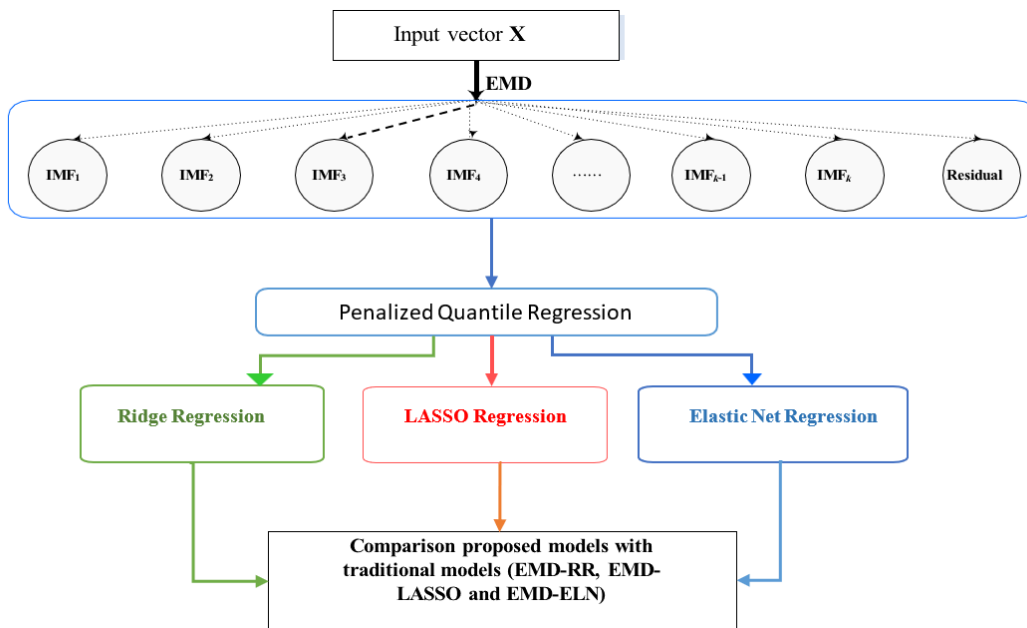 Input vector X
EMD
IMF₁
IMF₂
IMF₃
IMF₄
......
IMFₖ₋₁
IMFₖ
Residual
Penalized Quantile Regression
Ridge Regression
LASSO Regression
Elastic Net Regression
Comparison proposed models with
traditional models (EMD-RR, EMD-
LASSO and EMD-ELN)